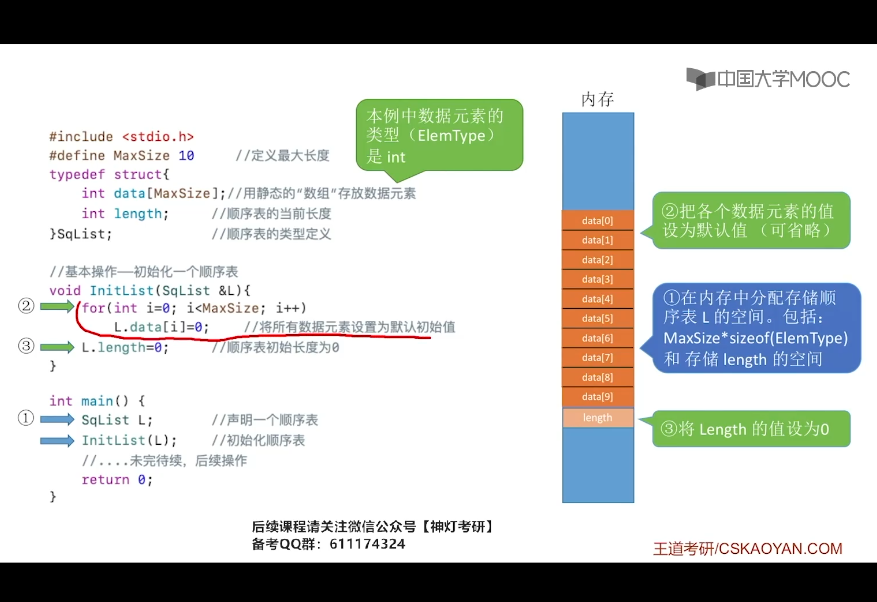 中国大学MOOC
内存
本例中数据元素的
类型（ElemType）
是 int
#include <stdio.h>
#define MaxSize 10 //定义最大长度
typedef struct{
int data[MaxSize];//用静态的“数组”存放数据元素
int length; //顺序表的当前长度
}SqList; //顺序表的类型定义
//基本操作——初始化一个顺序表
void InitList(SqList &L){
② for(int i=0; i<MaxSize; i++)
L.data[i]=0; //将所有数据元素设置为默认初始值
③ L.length=0; //顺序表初始长度为0
}
int main() {
① SqList L; //声明一个顺序表
InitList(L); //初始化顺序表
//....未完待续，后续操作
return 0;
}
data[0]
data[1]
data[2]
data[3]
data[4]
data[5]
data[6]
data[7]
data[8]
data[9]
length
②把各个数据元素的值
设为默认值（可省略）
①在内存中分配存储顺
序表 L 的空间。包括：
MaxSize*sizeof(ElemType)
和 存储 length 的空间
③将 Length 的值设为0
后续课程请关注微信公众号【神灯考研】
备考QQ群：611174324
王道考研/CSKAOYAN.COM